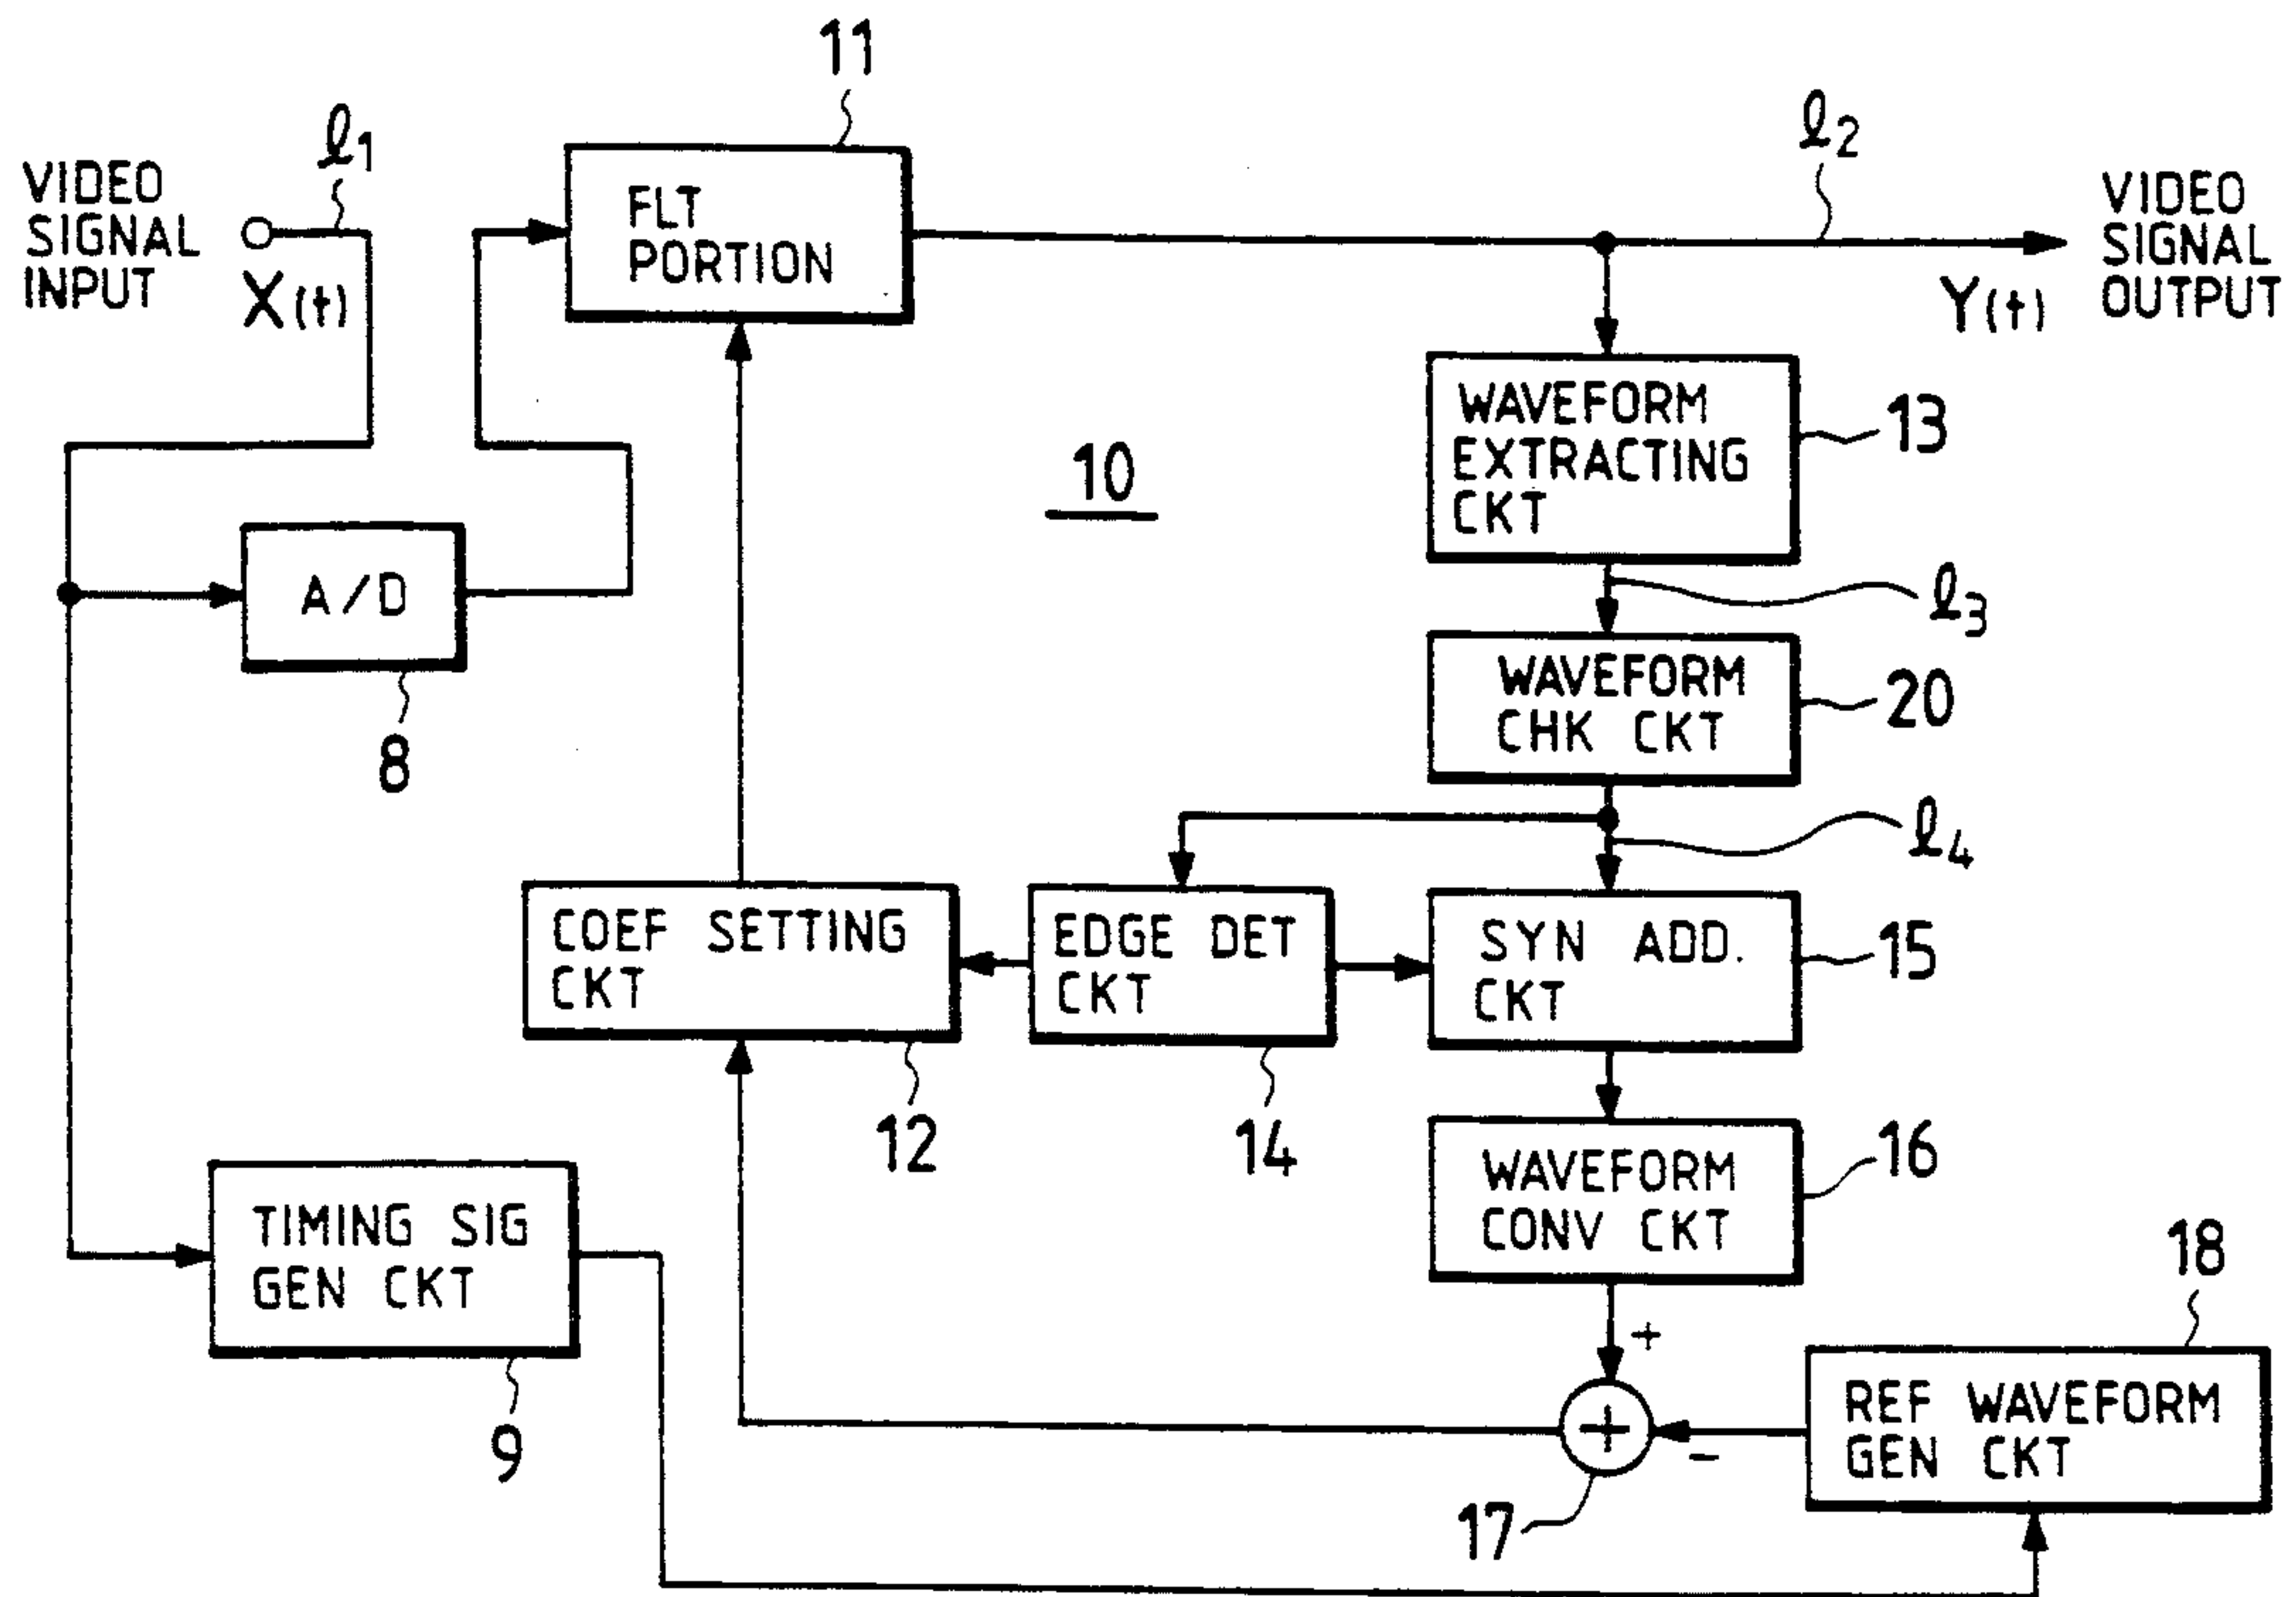 11
VIDEO
SIGNAL
INPUT
ℓ1
X(t)
FLT
PORTION
ℓ2
VIDEO
SIGNAL
OUTPUT
Y(t)
10
WAVEFORM
EXTRACTING
CKT
13
ℓ3
A/D
8
WAVEFORM
CHK CKT
20
ℓ4
COEF SETTING
CKT
12
EDGE DET
CKT
14
SYN ADD.
CKT
15
WAVEFORM
CONV CKT
16
TIMING SIG
GEN CKT
9
+
+
-
17
18
REF WAVEFORM
GEN CKT